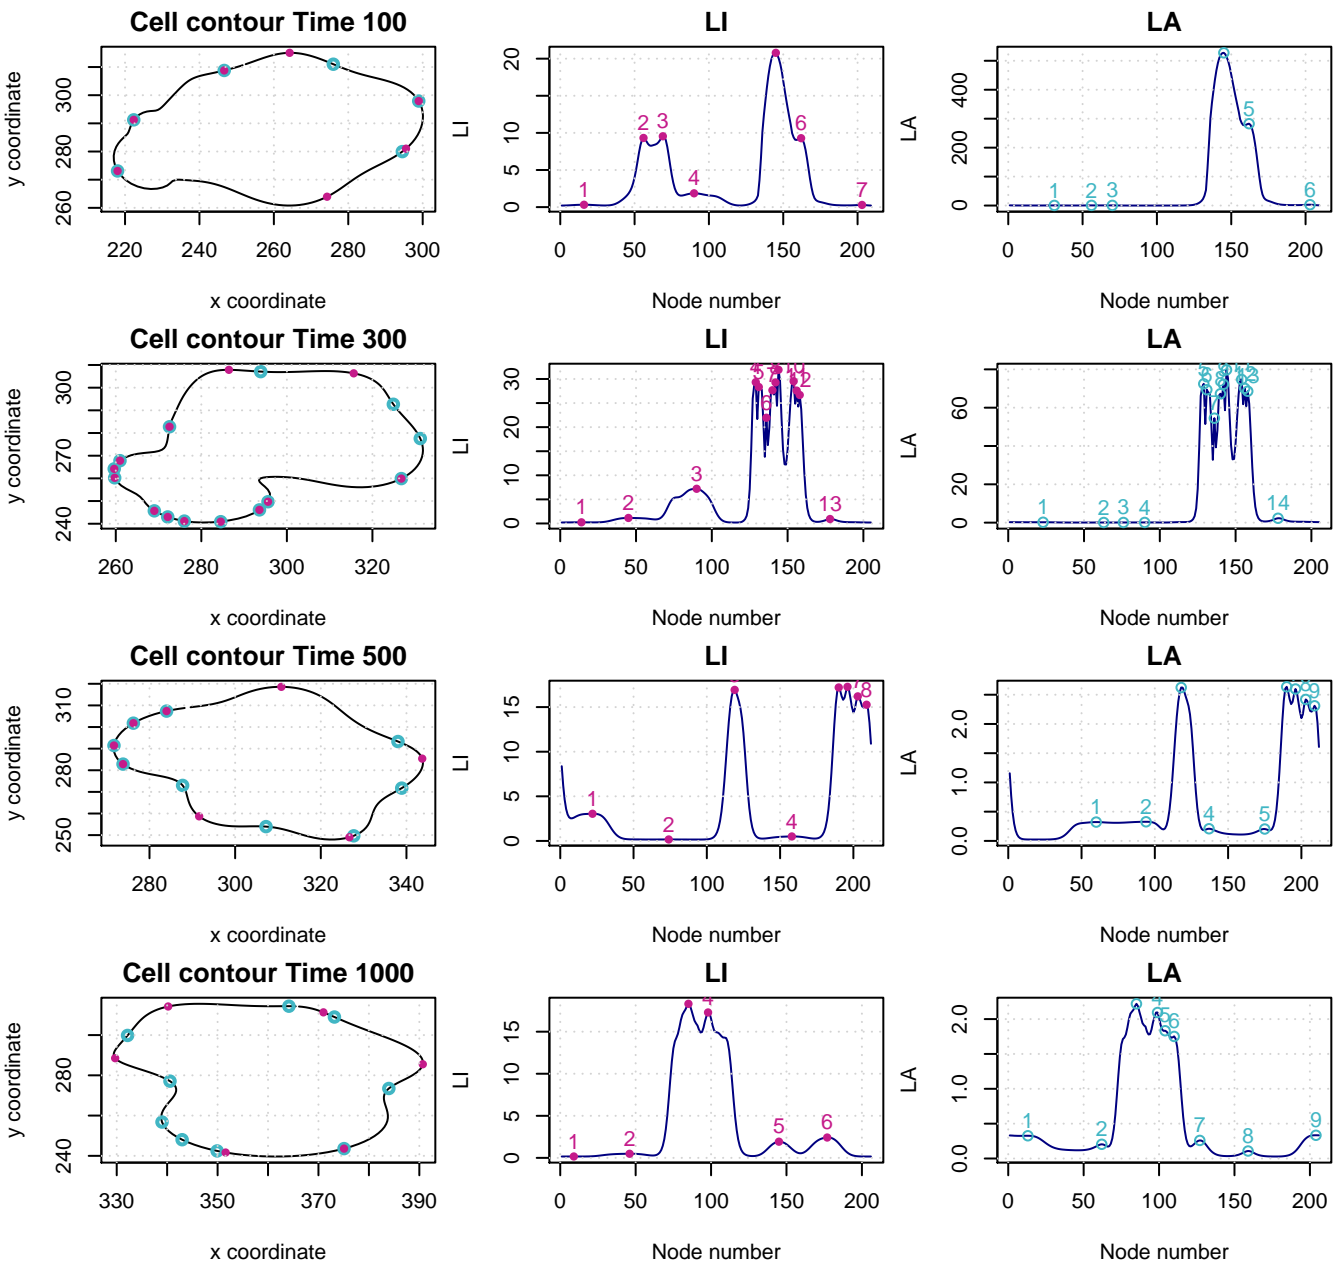 Cell contour Time 100
LI
LA
y coordinate
260 280 300
220 240 260 280 300
x coordinate
LI
0 5 10 20
1 2 3 4 6 7
0 50 100 150 200
Node number
LA
0 200 400
1 2 3 5 6
0 50 100 150 200
Node number
Cell contour Time 300
LI
LA
y coordinate
240 270 300
260 280 300 320
x coordinate
LI
0 10 20 30
1 2 3 6 13
0 50 100 150 200
Node number
LA
0 20 60
1 2 3 4 14
0 50 100 150 200
Node number
Cell contour Time 500
LI
LA
y coordinate
250 280 310
280 300 320 340
x coordinate
LI
0 5 10 15
1 2 4 8
0 50 100 150 200
Node number
LA
0.0 1.0 2.0
1 2 4 5 9
0 50 100 150 200
Node number
Cell contour Time 1000
LI
LA
y coordinate
240 280
330 350 370 390
x coordinate
LI
0 5 10 15
1 2 4 5 6
0 50 100 150 200
Node number
LA
0.0 1.0 2.0
1 2 4 5 6 7 8 9
0 50 100 150 200
Node number